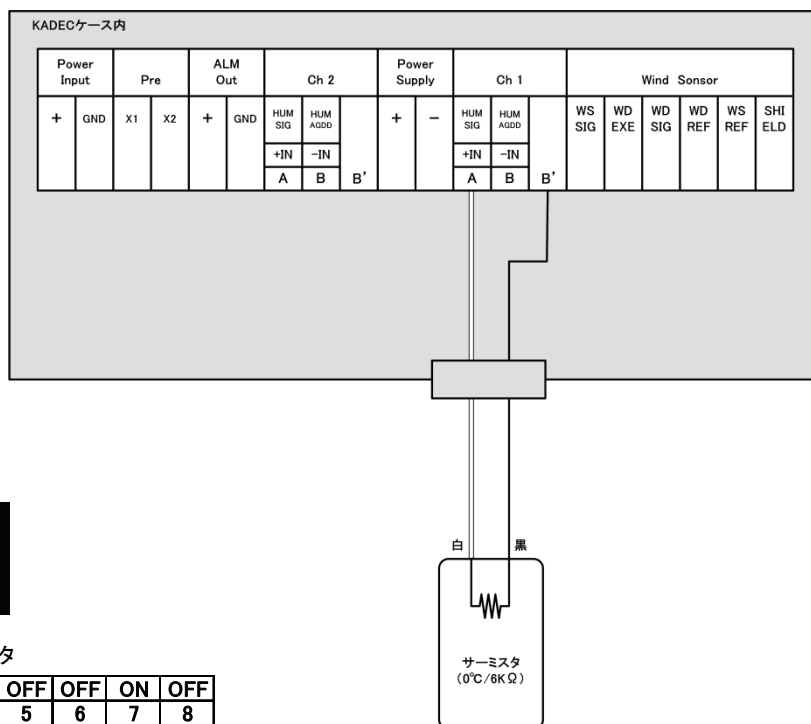 KADECケース内
Power Input Pre ALM Out Ch 2 Power Supply Ch 1 Wind Sonsor
+ GND X1 X2 + GND HUM SIG HUM AGDD + − HUM SIG HUM AGDD WS SIG WD EXE WD SIG WD REF WS REF SHI ELD
+IN −IN +IN −IN
A B B' A B B'
白 黒
サーミスタ
(0℃/6KΩ)
タ
OFF OFF ON OFF
5 6 7 8